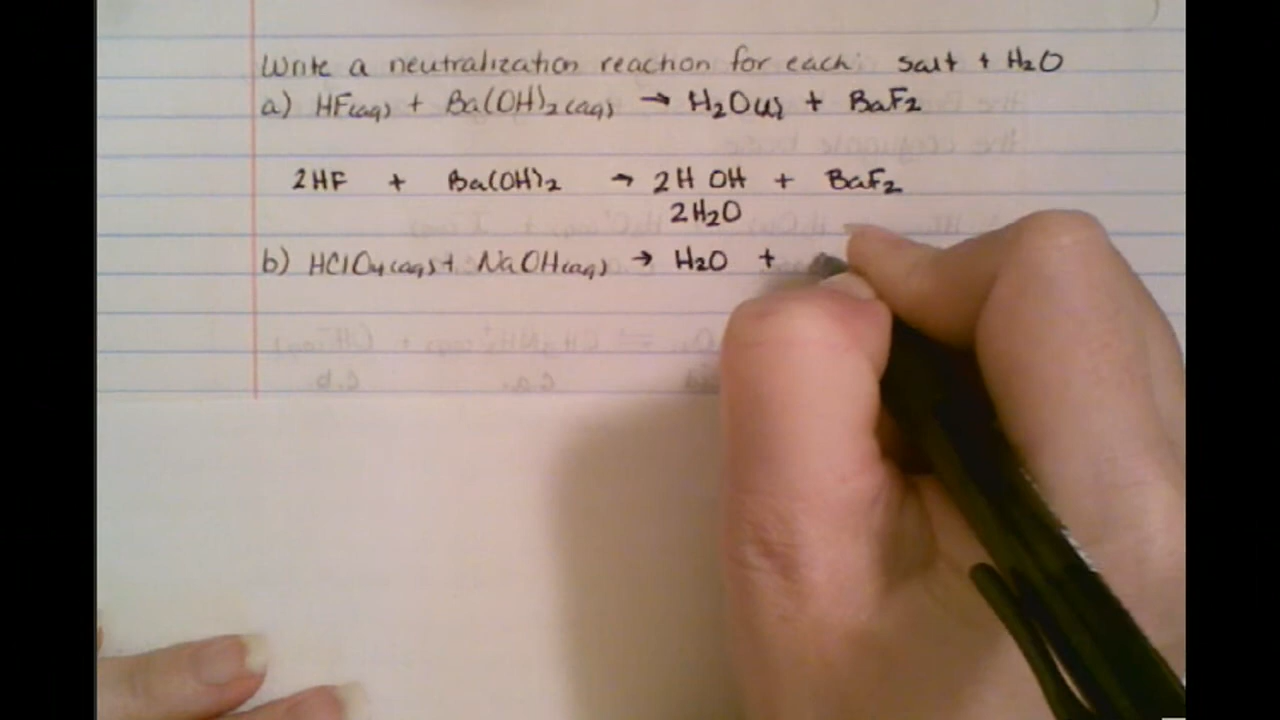 Write a neutralization reaction for each: salt + H₂O
a) HF(aq) + Ba(OH)₂(aq) → H₂O(l) + BaF₂
2HF + Ba(OH)₂ → 2H OH + BaF₂
2H₂O
b) HClO₄(aq) + NaOH(aq) → H₂O +